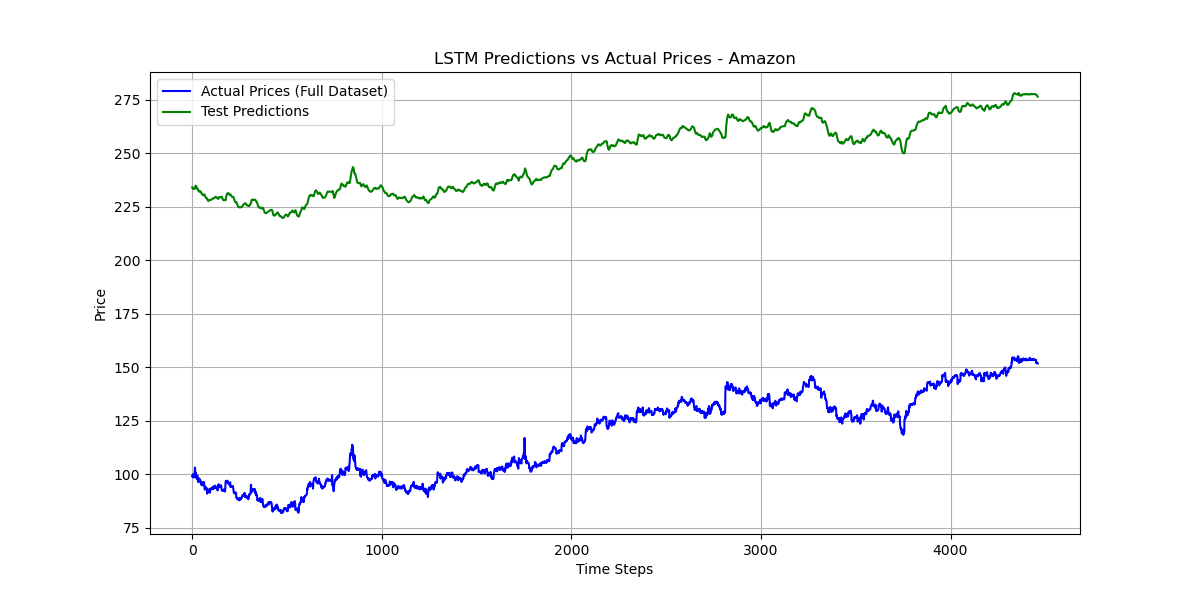 LSTM Predictions vs Actual Prices - Amazon
Actual Prices (Full Dataset)
Test Predictions
Price
275
250
225
200
175
150
125
100
75
0 1000 2000 3000 4000
Time Steps